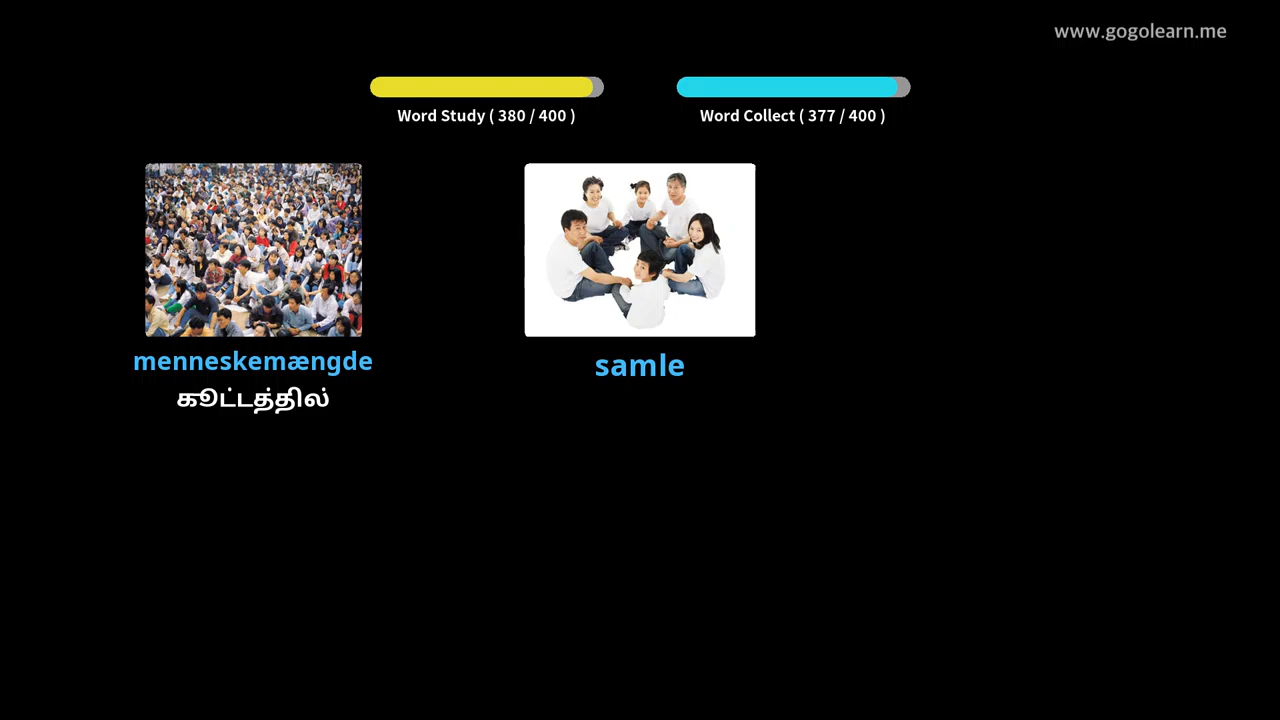 www.gogolearn.me
Word Study ( 380 / 400 )
Word Collect ( 377 / 400 )
menneskemængde
கூட்டத்தில்
samle